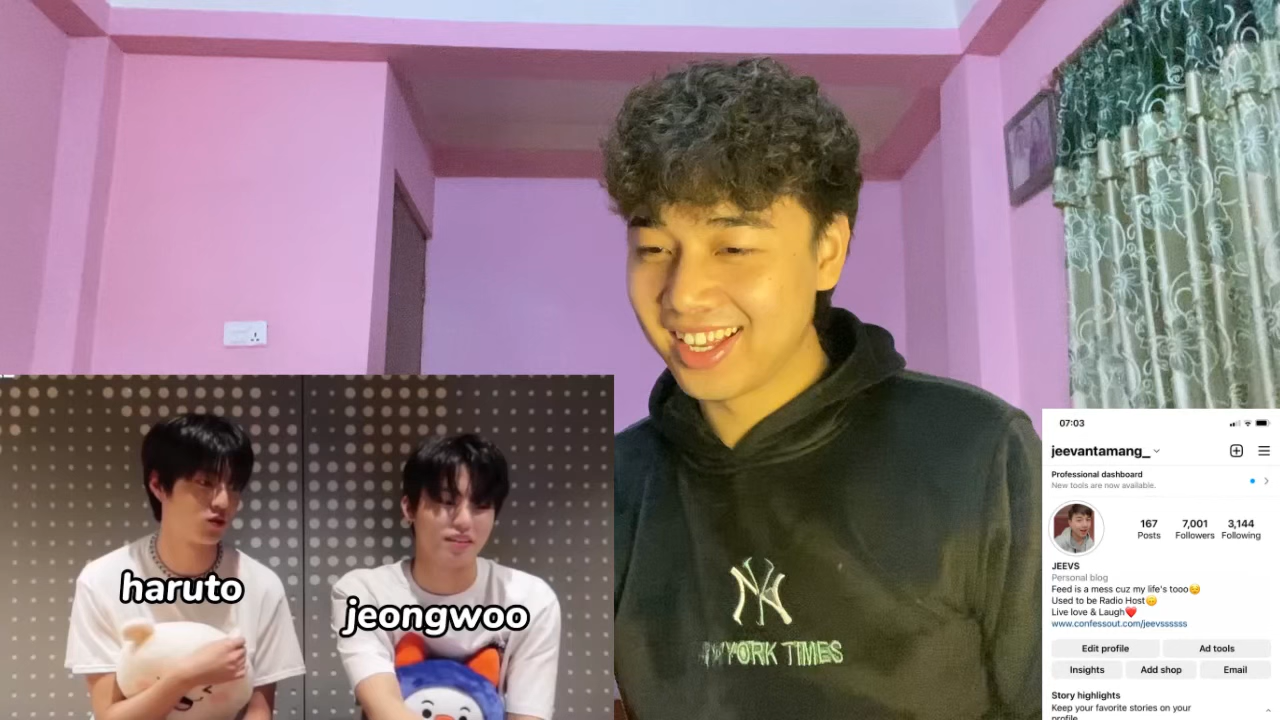 haruto
jeongwoo
NY
YORK TIMES
07:03
jeevantamang_
Professional dashboard
New tools are now available.
167 7,001 3,144
Posts Followers Following
JEEVS
Personal blog
Feed is a mess cuz my life's tooo😔
Used to be Radio Host🙃
Live love & Laugh❤️
www.confessout.com/jeevssssss
Edit profile Ad tools
Insights Add shop Email
Story highlights
Keep your favorite stories on your
profile